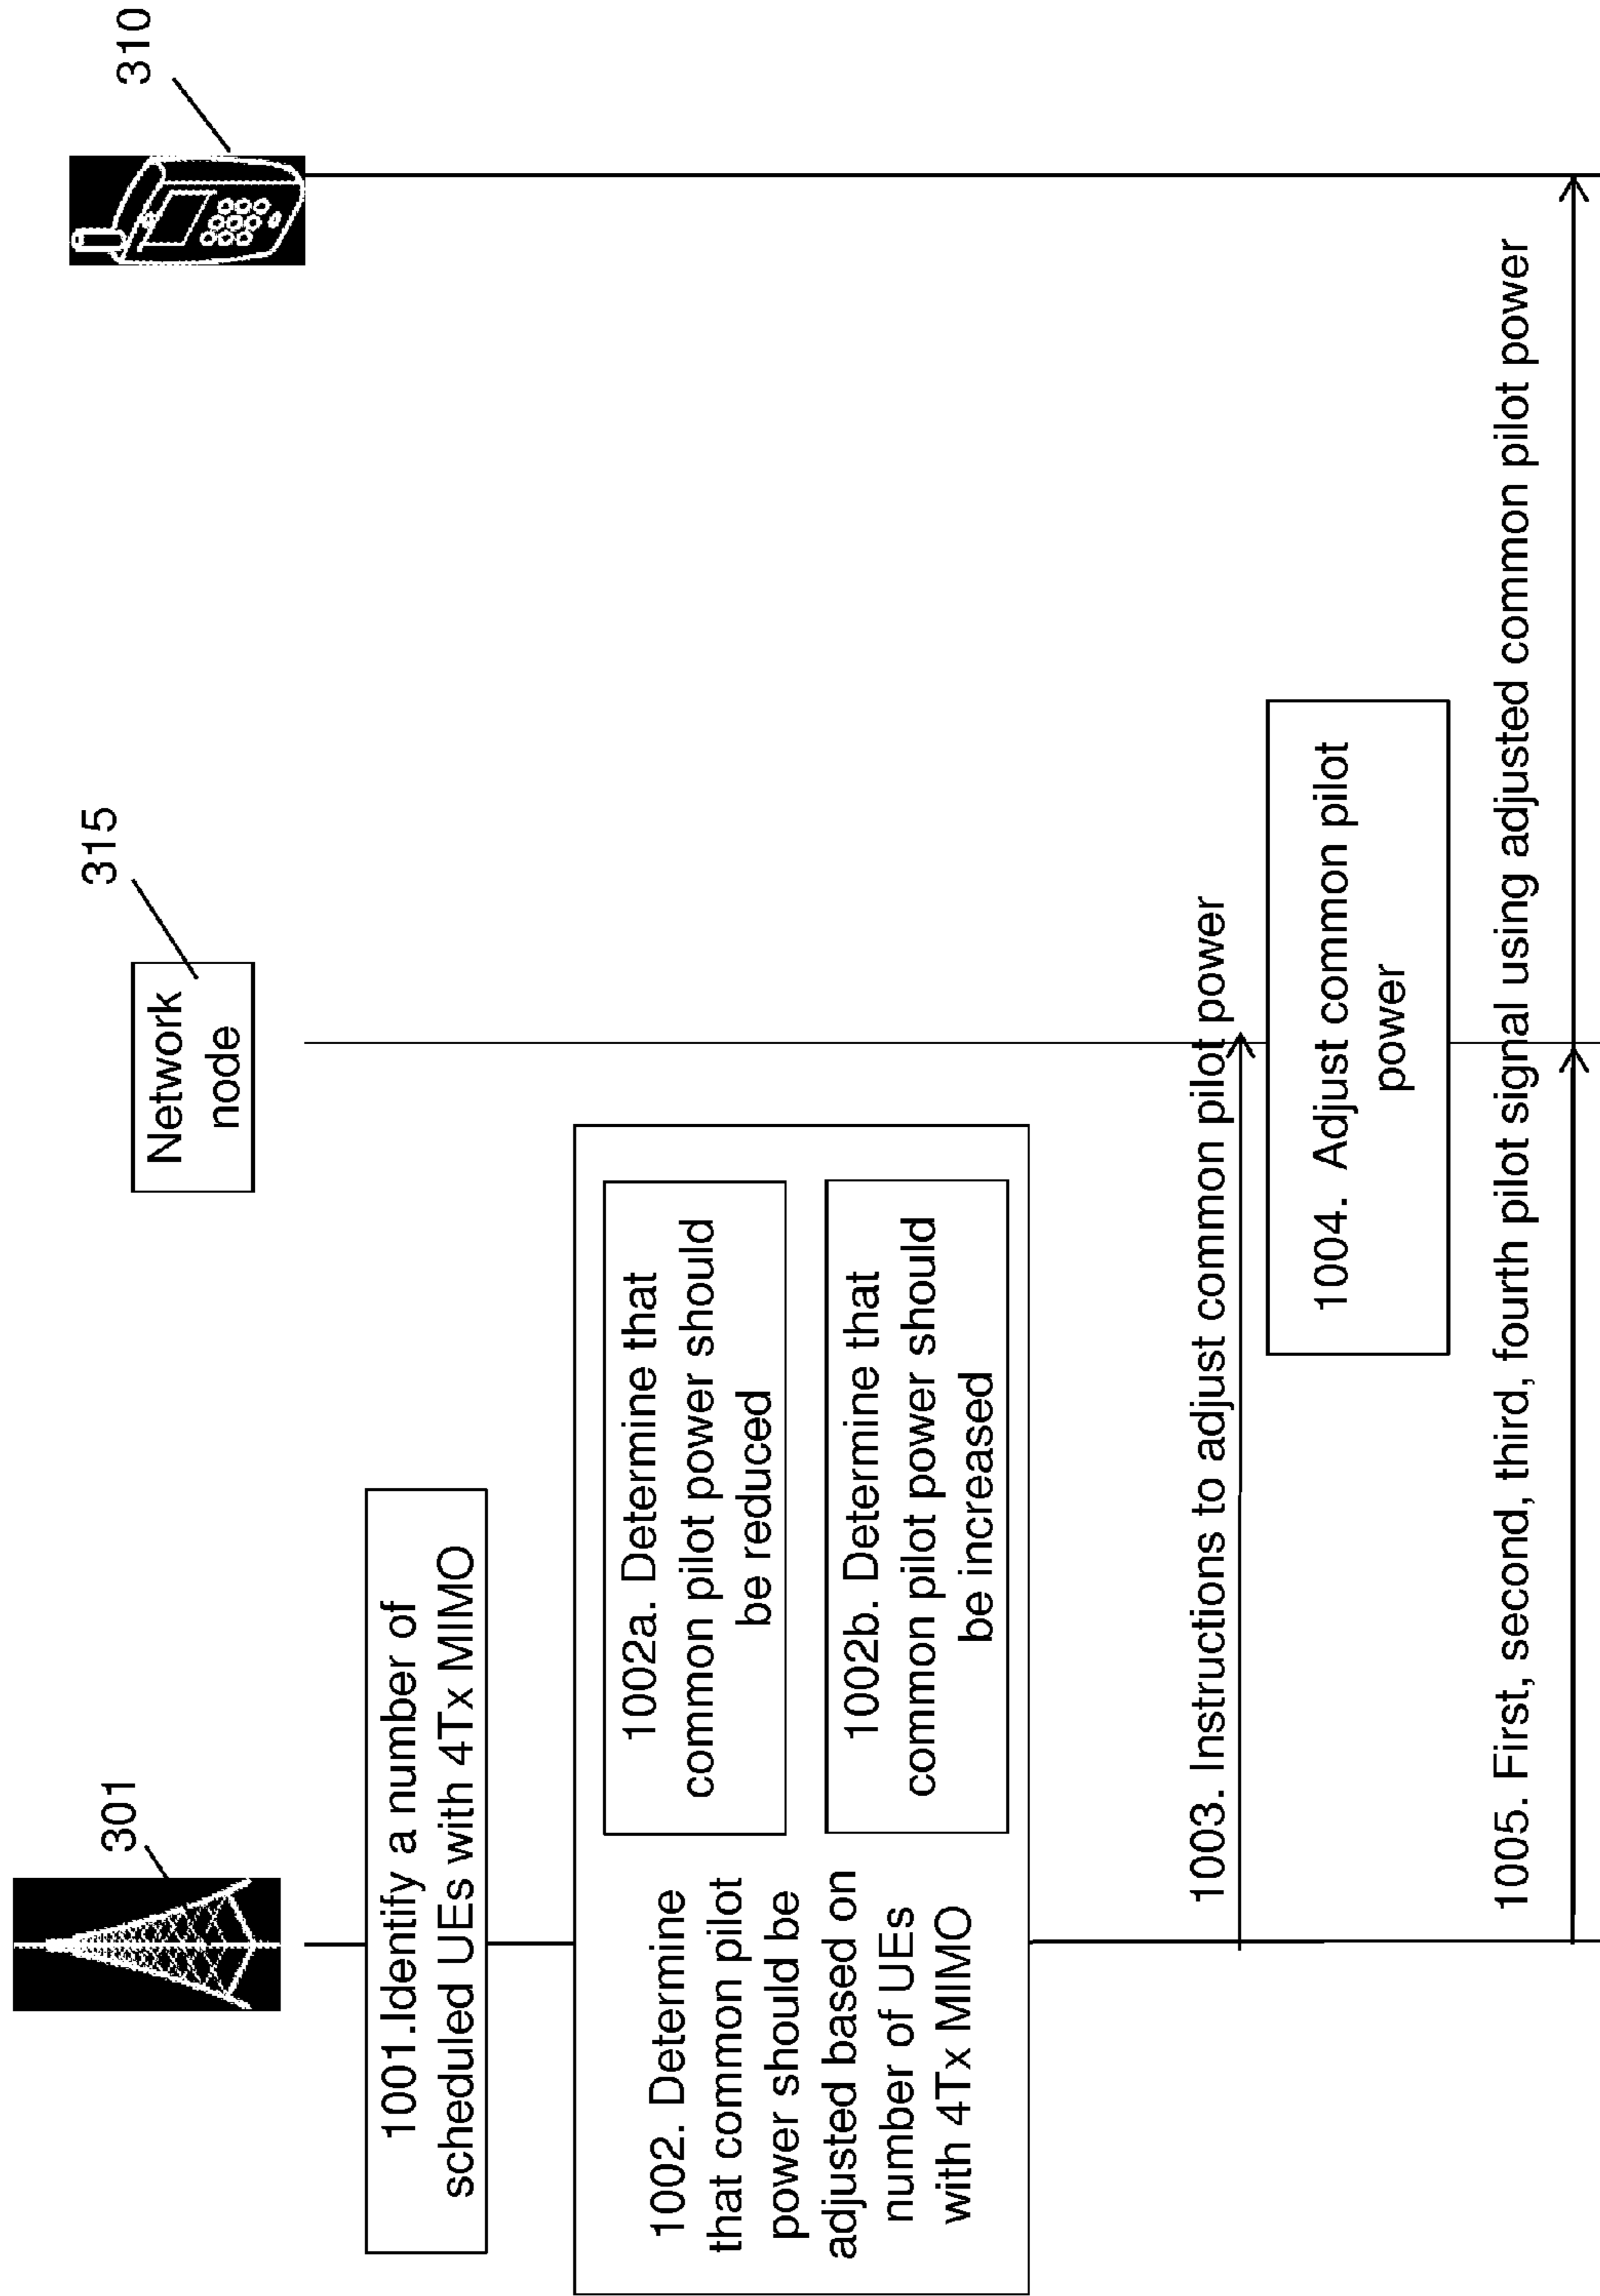 301
315
310
Network
node
1001.Identify a number of
scheduled UEs with 4Tx MIMO
1002. Determine
that common pilot
power should be
adjusted based on
number of UEs
with 4Tx MIMO
1002a. Determine that
common pilot power should
be reduced
1002b. Determine that
common pilot power should
be increased
1003. Instructions to adjust common pilot power
1004. Adjust common pilot
power
1005. First, second, third, fourth pilot signal using adjusted common pilot power